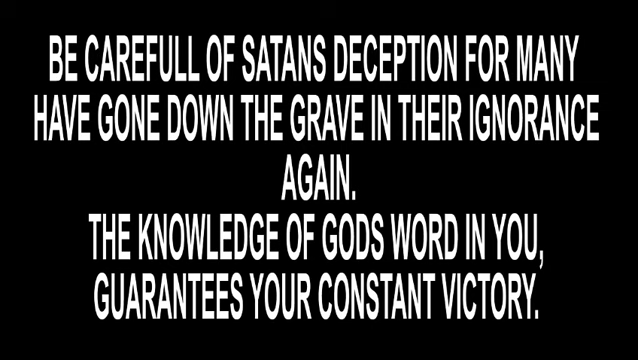 BE CAREFULL OF SATANS DECEPTION FOR MANY
HAVE GONE DOWN THE GRAVE IN THEIR IGNORANCE
AGAIN.
THE KNOWLEDGE OF GODS WORD IN YOU,
GUARANTEES YOUR CONSTANT VICTORY.